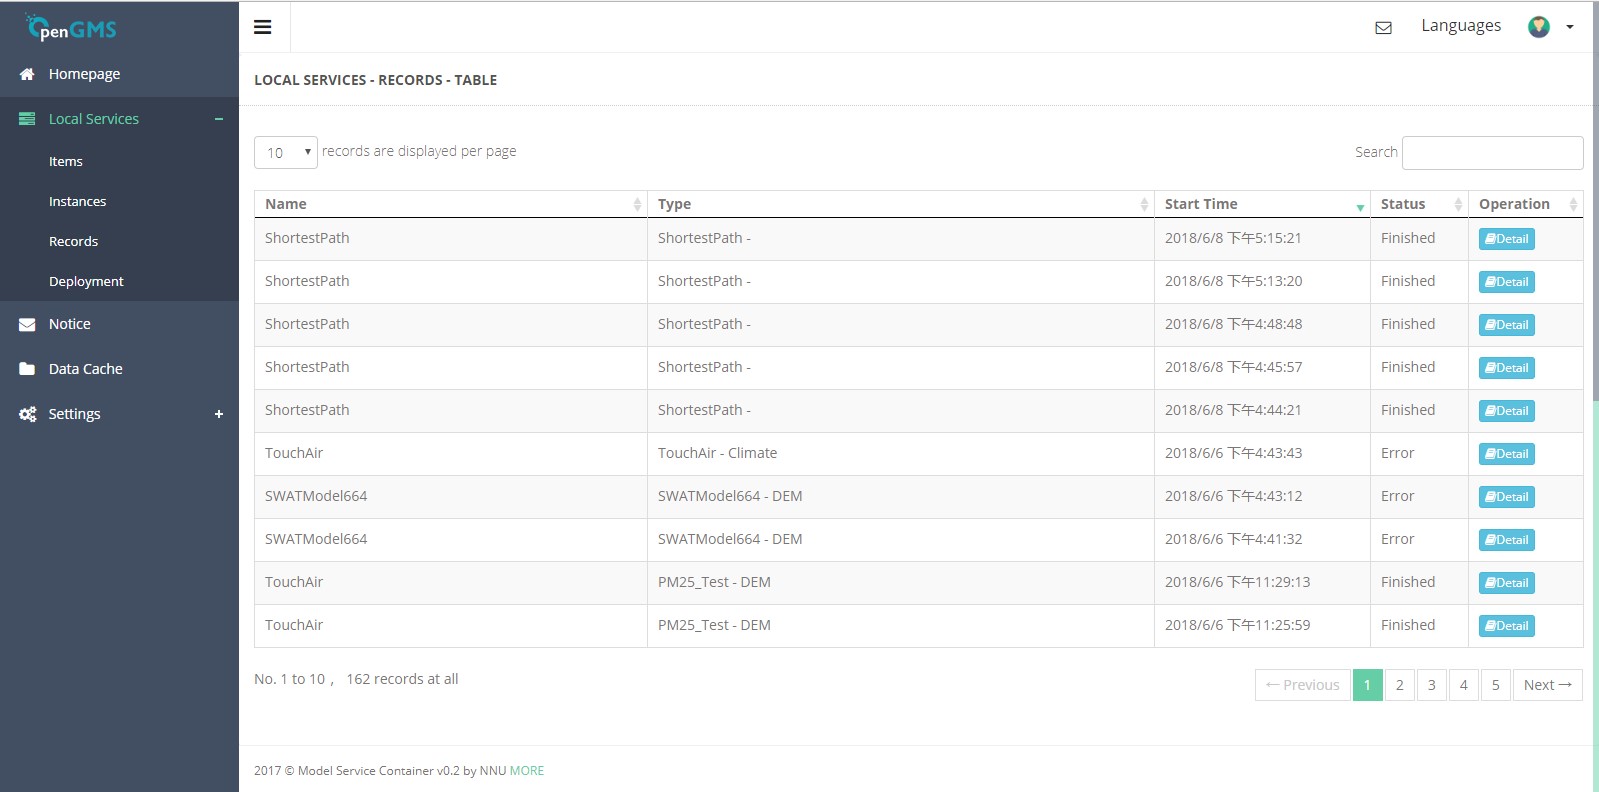 OpenGMS
Languages
Homepage
Local Services
Items
Instances
Records
Deployment
Notice
Data Cache
Settings
LOCAL SERVICES - RECORDS - TABLE
10 records are displayed per page
Search
Name Type Start Time Status Operation
ShortestPath ShortestPath - 2018/6/8 下午5:15:21 Finished Detail
ShortestPath ShortestPath - 2018/6/8 下午5:13:20 Finished Detail
ShortestPath ShortestPath - 2018/6/8 下午4:48:48 Finished Detail
ShortestPath ShortestPath - 2018/6/8 下午4:45:57 Finished Detail
ShortestPath ShortestPath - 2018/6/8 下午4:44:21 Finished Detail
TouchAir TouchAir - Climate 2018/6/6 下午4:43:43 Error Detail
SWATModel664 SWATModel664 - DEM 2018/6/6 下午4:43:12 Error Detail
SWATModel664 SWATModel664 - DEM 2018/6/6 下午4:41:32 Error Detail
TouchAir PM25_Test - DEM 2018/6/6 下午11:29:13 Finished Detail
TouchAir PM25_Test - DEM 2018/6/6 下午11:25:59 Finished Detail
No. 1 to 10 ,  162 records at all
← Previous 1 2 3 4 5 Next →
2017 © Model Service Container v0.2 by NNU MORE